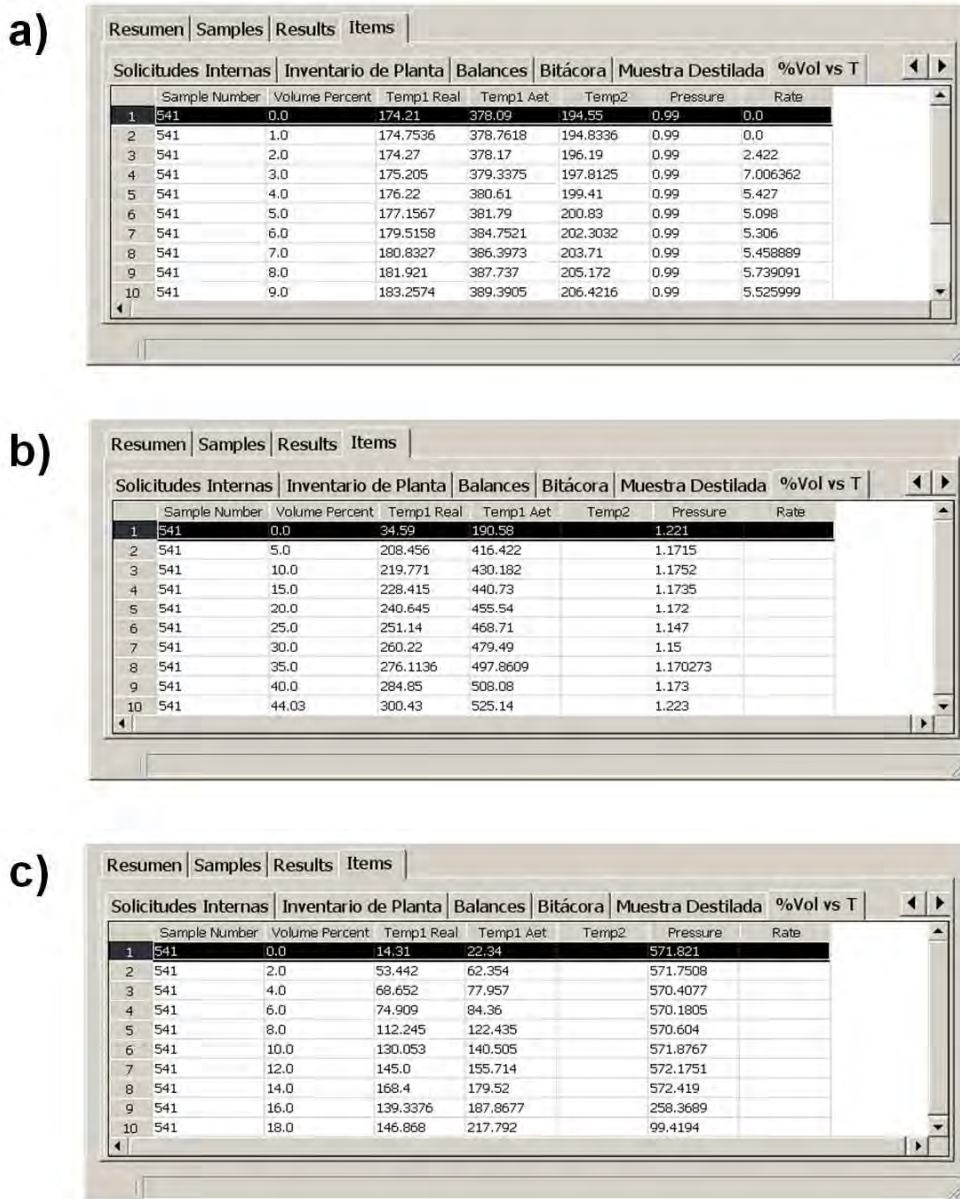 a)
Resumen Samples Results Items
Solicitudes Internas Inventario de Planta Balances Bitácora Muestra Destilada %Vol vs T
Sample Number Volume Percent Temp1 Real Temp1 Aet Temp2 Pressure Rate
1 541 0.0 174.21 378.09 194.55 0.99 0.0
2 541 1.0 174.7536 378.7618 194.8336 0.99 0.0
3 541 2.0 174.27 378.17 196.19 0.99 2.422
4 541 3.0 175.205 379.3375 197.8125 0.99 7.006362
5 541 4.0 176.22 380.61 199.41 0.99 5.427
6 541 5.0 177.1567 381.79 200.83 0.99 5.098
7 541 6.0 179.5158 384.7521 202.3032 0.99 5.306
8 541 7.0 180.8327 386.3973 203.71 0.99 5.458889
9 541 8.0 181.921 387.737 205.172 0.99 5.739091
10 541 9.0 183.2574 389.3905 206.4216 0.99 5.525999
b)
Resumen Samples Results Items
Solicitudes Internas Inventario de Planta Balances Bitácora Muestra Destilada %Vol vs T
Sample Number Volume Percent Temp1 Real Temp1 Aet Temp2 Pressure Rate
1 541 0.0 34.59 190.58 1.221
2 541 5.0 208.456 416.422 1.1715
3 541 10.0 219.771 430.182 1.1752
4 541 15.0 228.415 440.73 1.1735
5 541 20.0 240.645 455.54 1.172
6 541 25.0 251.14 468.71 1.147
7 541 30.0 260.22 479.49 1.15
8 541 35.0 276.1136 497.8609 1.170273
9 541 40.0 284.85 508.08 1.173
10 541 44.03 300.43 525.14 1.223
c)
Resumen Samples Results Items
Solicitudes Internas Inventario de Planta Balances Bitácora Muestra Destilada %Vol vs T
Sample Number Volume Percent Temp1 Real Temp1 Aet Temp2 Pressure Rate
1 541 0.0 14.31 22.34 571.821
2 541 2.0 53.442 62.354 571.7508
3 541 4.0 68.652 77.957 570.4077
4 541 6.0 74.909 84.36 570.1805
5 541 8.0 112.245 122.435 570.604
6 541 10.0 130.053 140.505 571.8767
7 541 12.0 145.0 155.714 572.1751
8 541 14.0 168.4 179.52 572.419
9 541 16.0 139.3376 187.8677 258.3689
10 541 18.0 146.868 217.792 99.4194